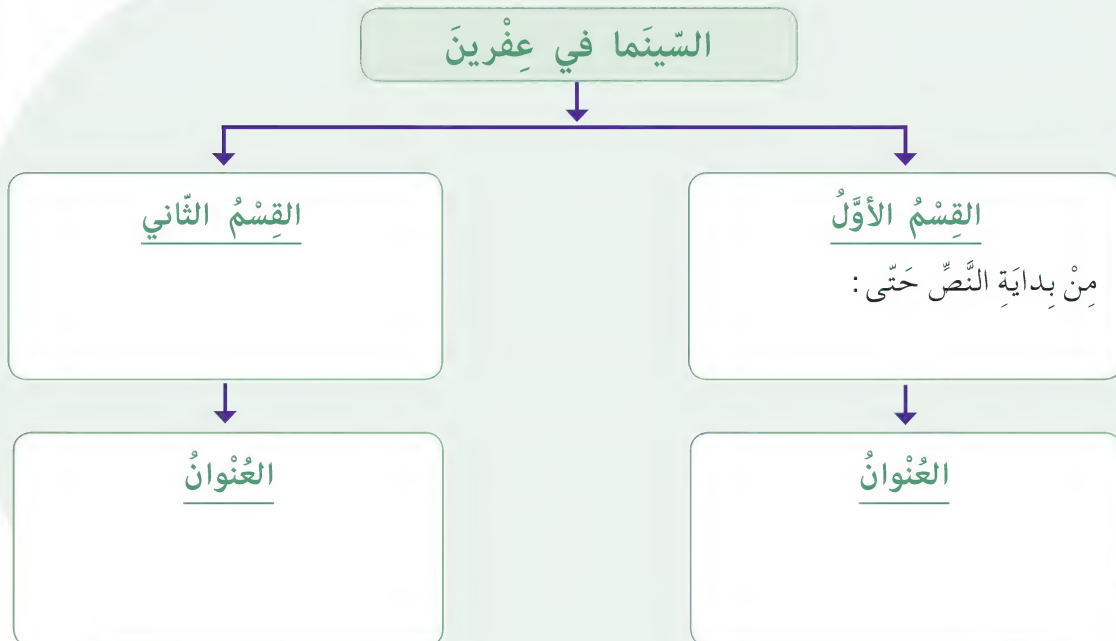 السّينَما في عِفْرينَ
القِسْمُ الأوَّلُ
مِنْ بِدايَةِ النَّصِّ حَتّى :
القِسْمُ الثّاني
العُنْوانُ
العُنْوانُ